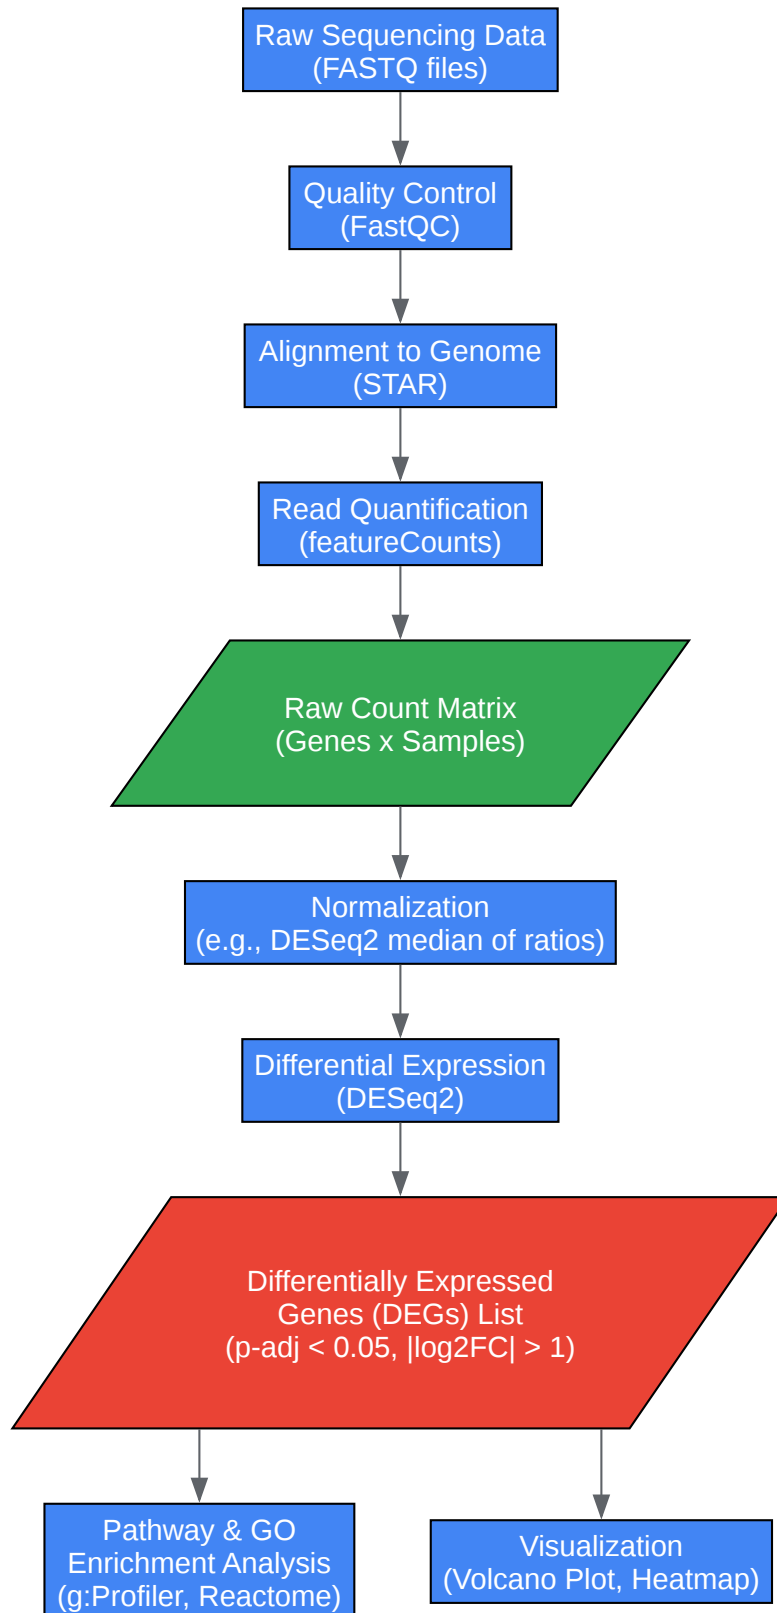 Raw Sequencing Data
(FASTQ files)
Quality Control
(FastQC)
Alignment to Genome
(STAR)
Read Quantification
(featureCounts)
Raw Count Matrix
(Genes x Samples)
Normalization
(e.g., DESeq2 median of ratios)
Differential Expression
(DESeq2)
Differentially Expressed
Genes (DEGs) List
(p-adj < 0.05, |log2FC| > 1)
Pathway & GO
Enrichment Analysis
(g:Profiler, Reactome)
Visualization
(Volcano Plot, Heatmap)